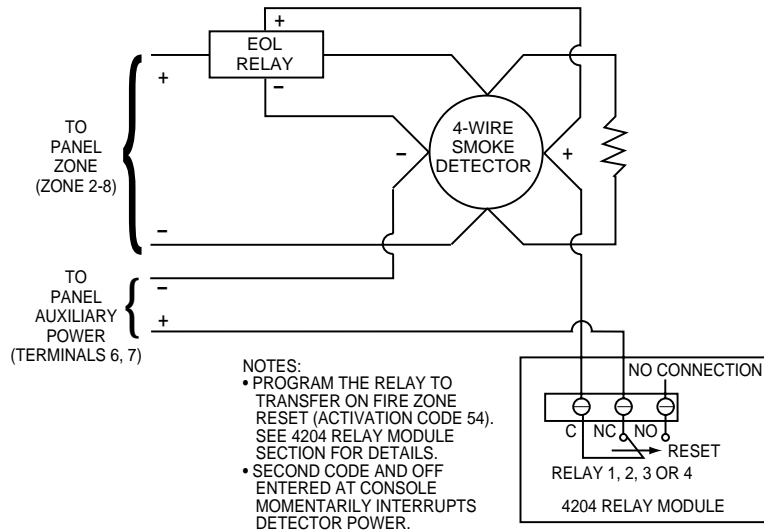 +
EOL
RELAY
+
−
4-WIRE
SMOKE
DETECTOR
−
+
TO
PANEL
ZONE
(ZONE 2-8)
−
TO
PANEL
AUXILIARY
POWER
(TERMINALS 6, 7)
−
+
NOTES:
• PROGRAM THE RELAY TO
TRANSFER ON FIRE ZONE
RESET (ACTIVATION CODE 54).
SEE 4204 RELAY MODULE
SECTION FOR DETAILS.
• SECOND CODE AND OFF
ENTERED AT CONSOLE
MOMENTARILY INTERRUPTS
DETECTOR POWER.
NO CONNECTION
C NC NO
RESET
RELAY 1, 2, 3 OR 4
4204 RELAY MODULE